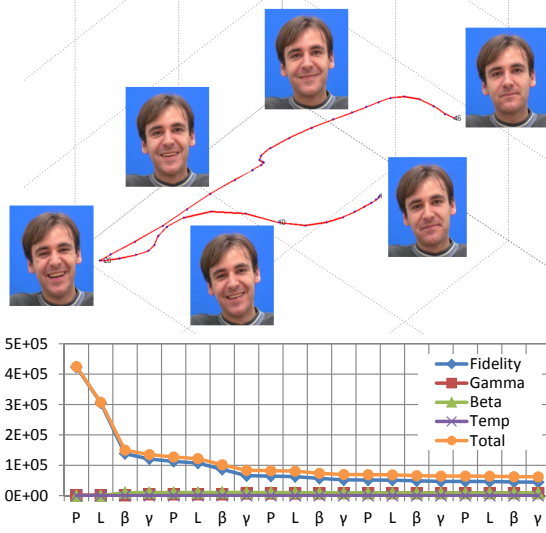 46
40
20
5E+05
4E+05
3E+05
2E+05
1E+05
0E+00
Fidelity
Gamma
Beta
Temp
Total
P L β γ P L β γ P L β γ P L β γ P L β γ